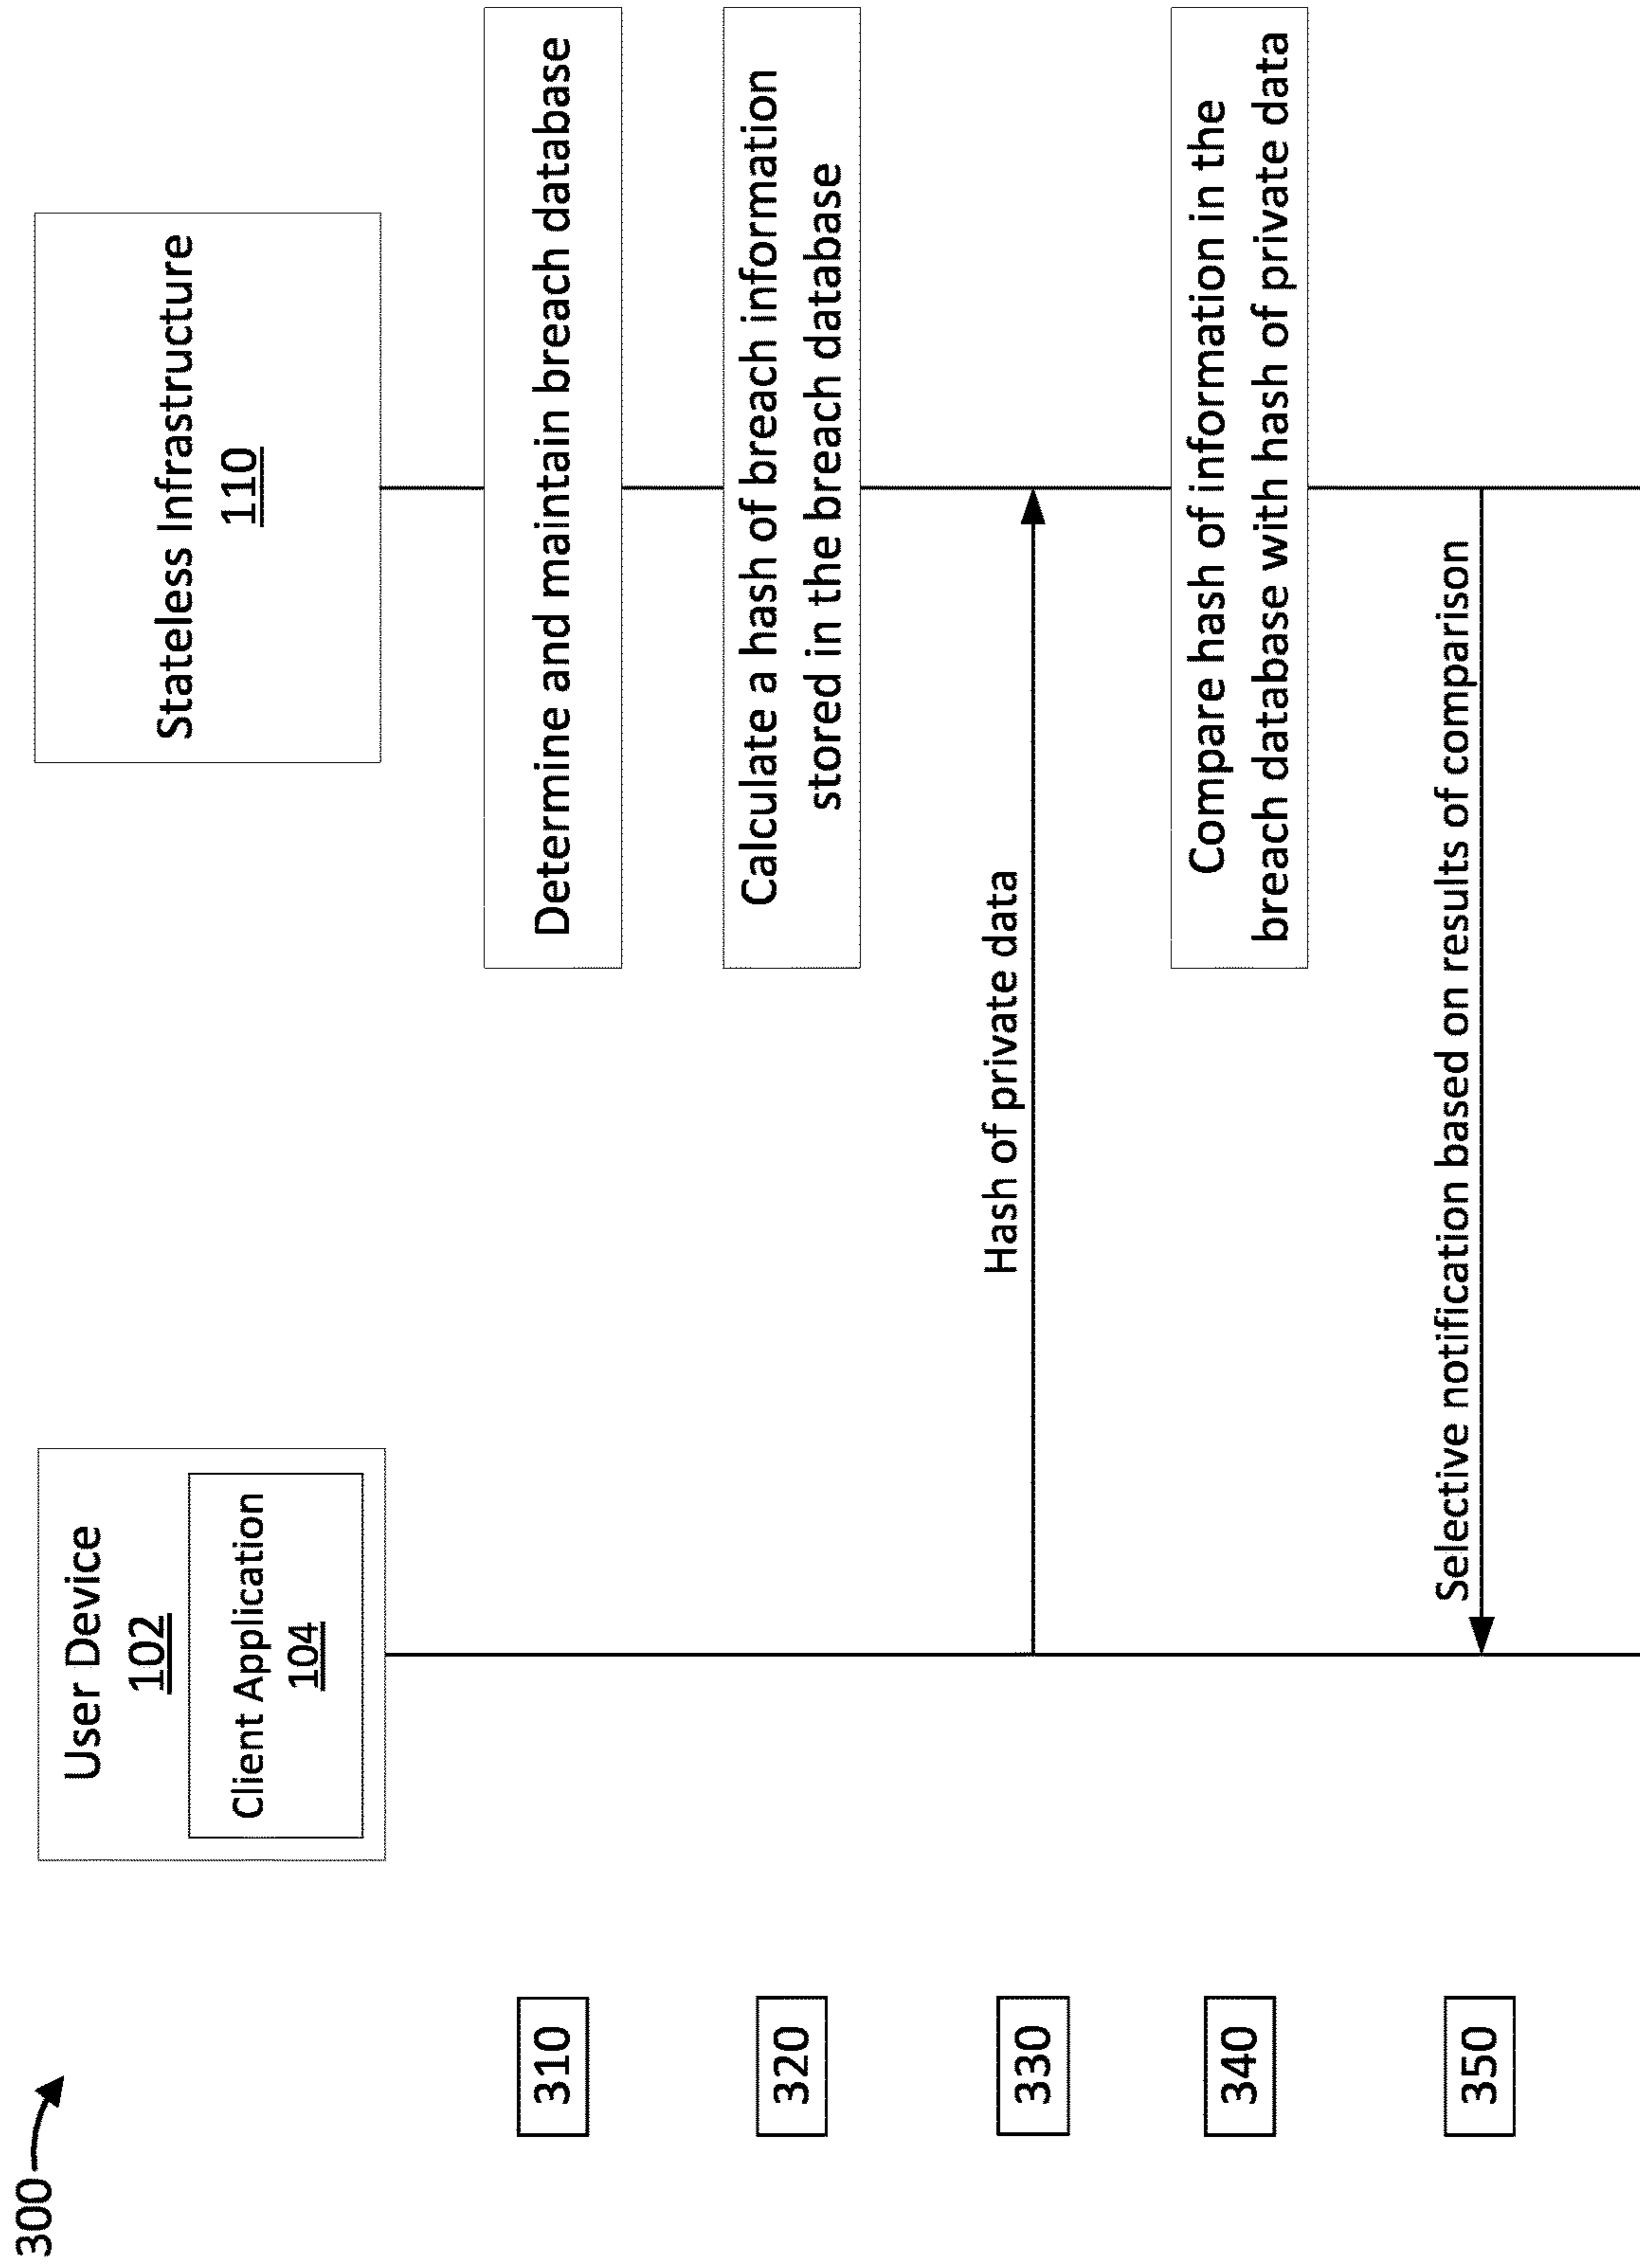 300
User Device
102
Client Application
104
Stateless Infrastructure
110
310
Determine and maintain breach database
320
Calculate a hash of breach information
stored in the breach database
330
Hash of private data
340
Compare hash of information in the
breach database with hash of private data
350
Selective notification based on results of comparison